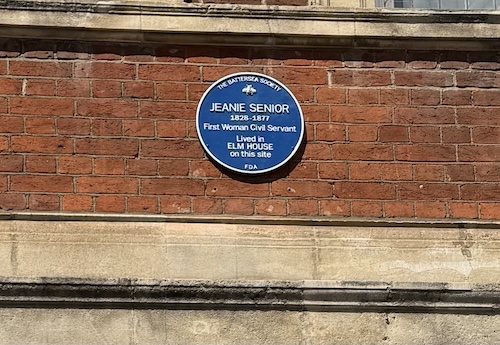 THE BATTERSEA SOCIETY
JEANIE SENIOR
1828-1877
First Woman Civil Servant
Lived in
ELM HOUSE
on this site
FDA